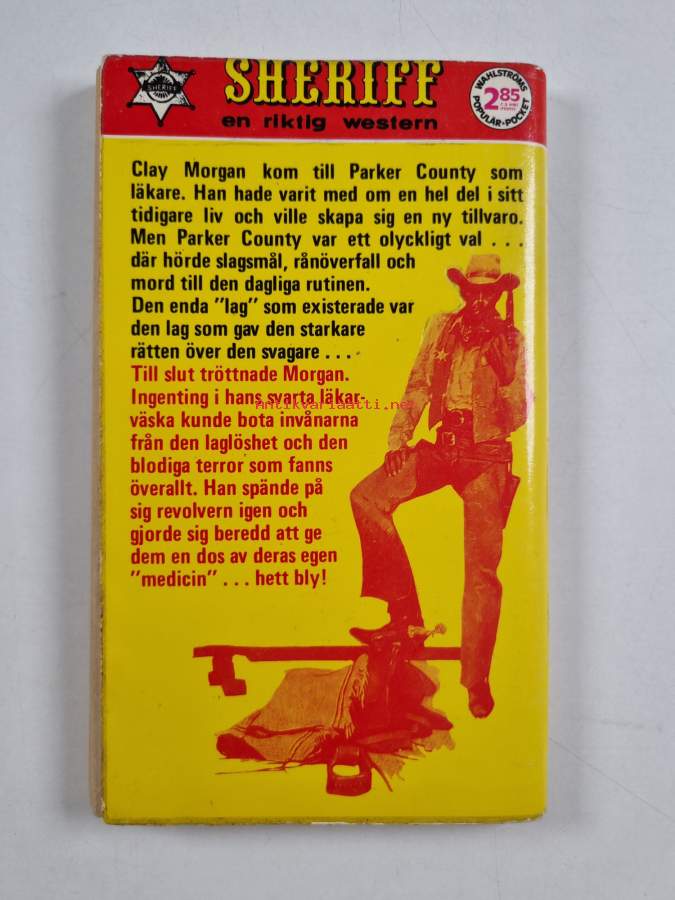 SHERIFF
SHERIFF
en riktig western
WAHLSTRÖMS
2 85
POPULÄR-POCKET
Clay Morgan kom till Parker County som
läkare. Han hade varit med om en hel del i sitt
tidigare liv och ville skapa sig en ny tillvaro.
Men Parker County var ett olyckligt val . . .
där hörde slagsmål, rånöverfall och
mord till den dagliga rutinen.
Den enda "lag" som existerade var
den lag som gav den starkare
rätten över den svagare . . .
Till slut tröttnade Morgan.
Ingenting i hans svarta läkar-
antikvariaatti.net
väska kunde bota invånarna
från den laglöshet och den
blodiga terror som fanns
överallt. Han spände på
sig revolvern igen och
gjorde sig beredd att ge
dem en dos av deras egen
"medicin" . . . hett bly!